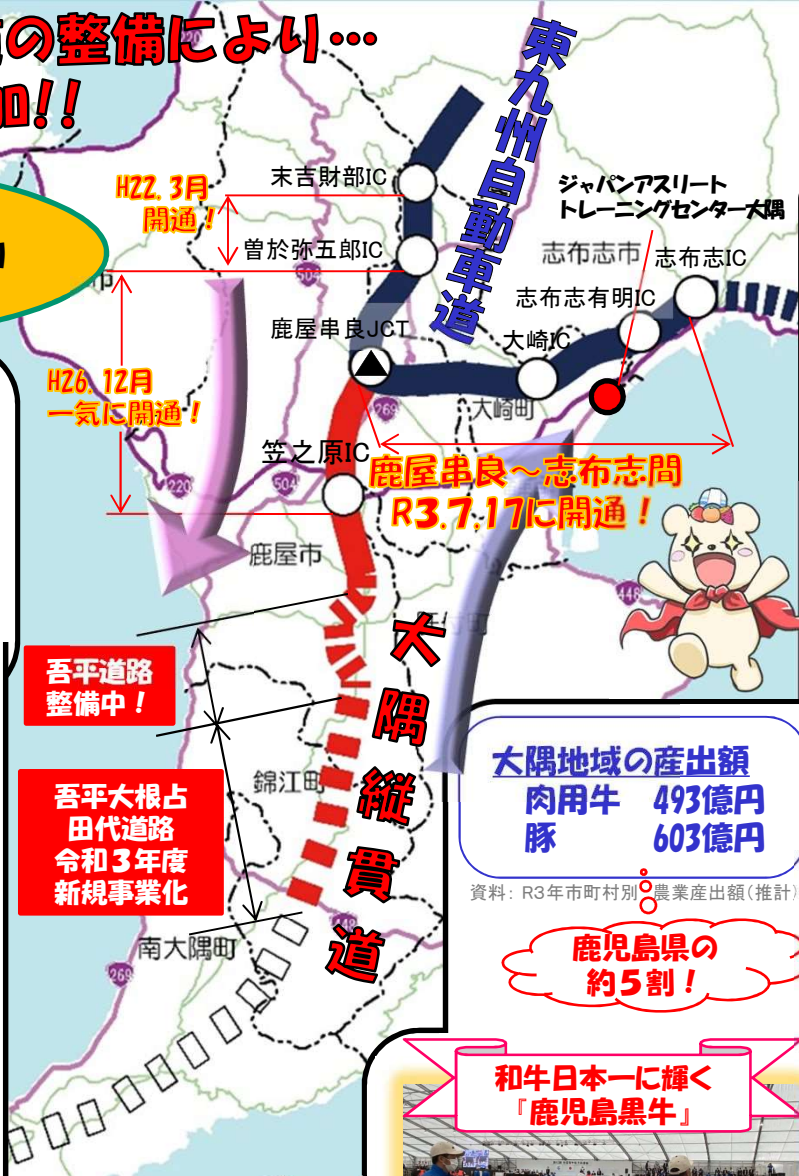 の整備により…
加!!
東九州自動車道
H22.3月
開通！
末吉財部IC
曽於弥五郎IC
ジャパンアスリート
トレーニングセンター大隅
志布志市
志布志IC
志布志有明IC
鹿屋串良JCT
大崎IC
大崎町
504
H26.12月
一気に開通！
269
笠之原IC
220
504
鹿屋串良～志布志間
R3.7.17に開通！
鹿屋市
448
大隅縦貫道
吾平道路
整備中！
錦江町
吾平大根占
田代道路
令和３年度
新規事業化
448
南大隅町
269
大隅地域の産出額
肉用牛 493億円
豚 603億円
資料: R3年市町村別 農業産出額(推計)
鹿児島県の
約５割！
和牛日本一に輝く
『鹿児島黒牛』